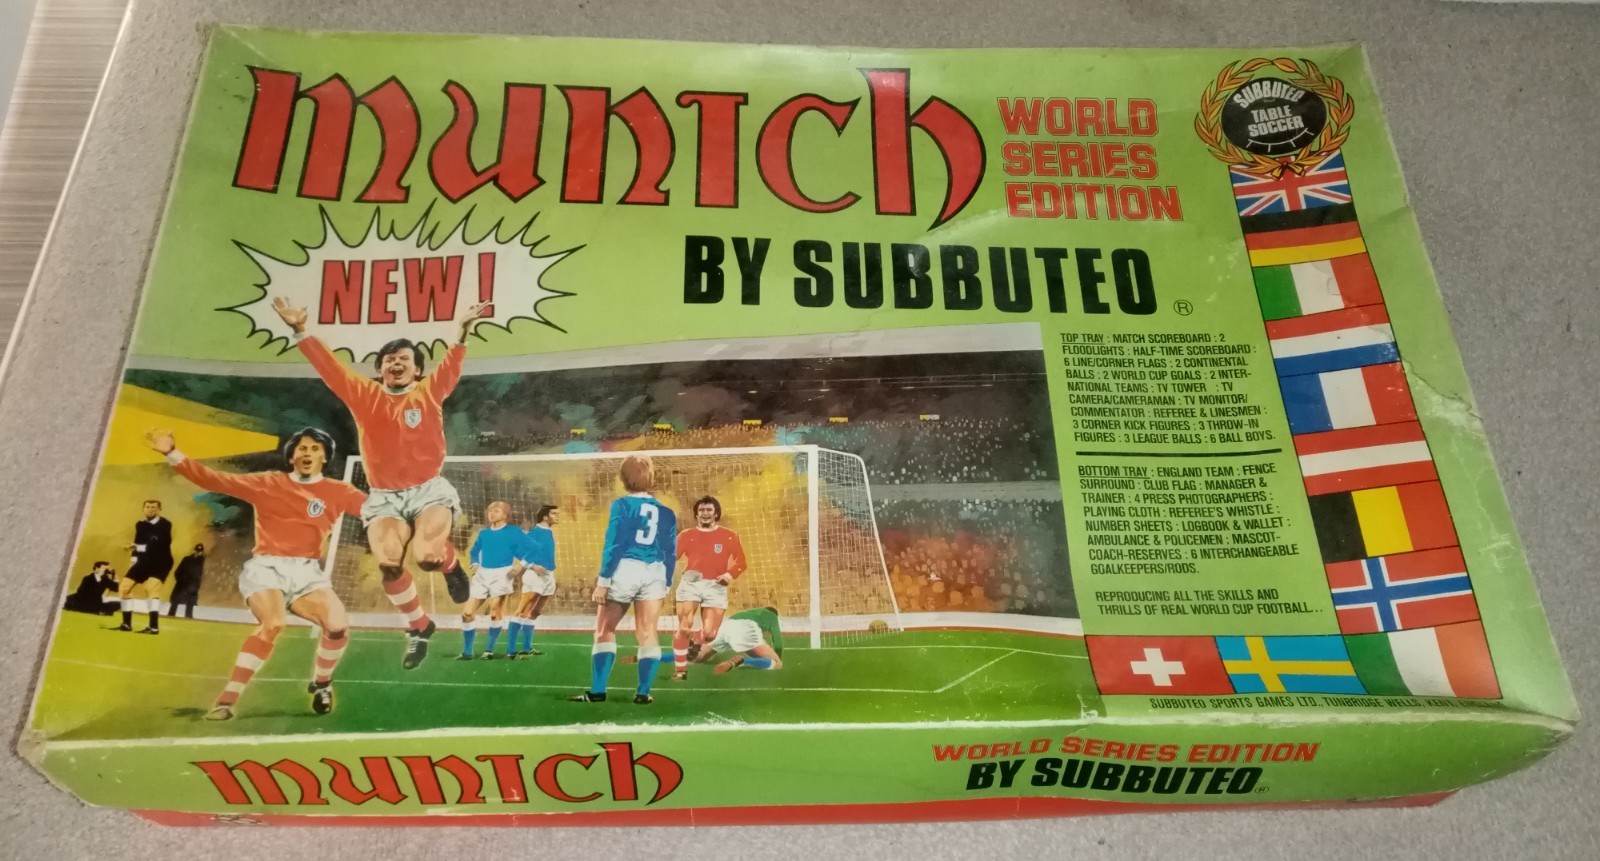 munich
WORLD
SERIES
EDITION
SUBBUTEO
TABLE
SOCCER
NEW!
BY SUBBUTEO ®
TOP TRAY : MATCH SCOREBOARD : 2
FLOODLIGHTS : HALF-TIME SCOREBOARD :
6 LINE/CORNER FLAGS : 2 CONTINENTAL
BALLS : 2 WORLD CUP GOALS : 2 INTER-
NATIONAL TEAMS : TV TOWER : TV
CAMERA/CAMERAMAN : TV MONITOR/
COMMENTATOR : REFEREE & LINESMEN :
3 CORNER KICK FIGURES : 3 THROW-IN
FIGURES : 3 LEAGUE BALLS : 6 BALL BOYS.
BOTTOM TRAY : ENGLAND TEAM : FENCE
SURROUND : CLUB FLAG : MANAGER &
TRAINER : 4 PRESS PHOTOGRAPHERS :
PLAYING CLOTH : REFEREE'S WHISTLE :
NUMBER SHEETS : LOGBOOK & WALLET :
AMBULANCE & POLICEMEN : MASCOT-
COACH-RESERVES : 6 INTERCHANGEABLE
GOALKEEPERS/RODS.
REPRODUCING ALL THE SKILLS AND
THRILLS OF REAL WORLD CUP FOOTBALL...
3
SUBBUTEO SPORTS GAMES LTD., TUNBRIDGE WELLS, KENT, ENGLAND
munich
WORLD SERIES EDITION
BY SUBBUTEO ®